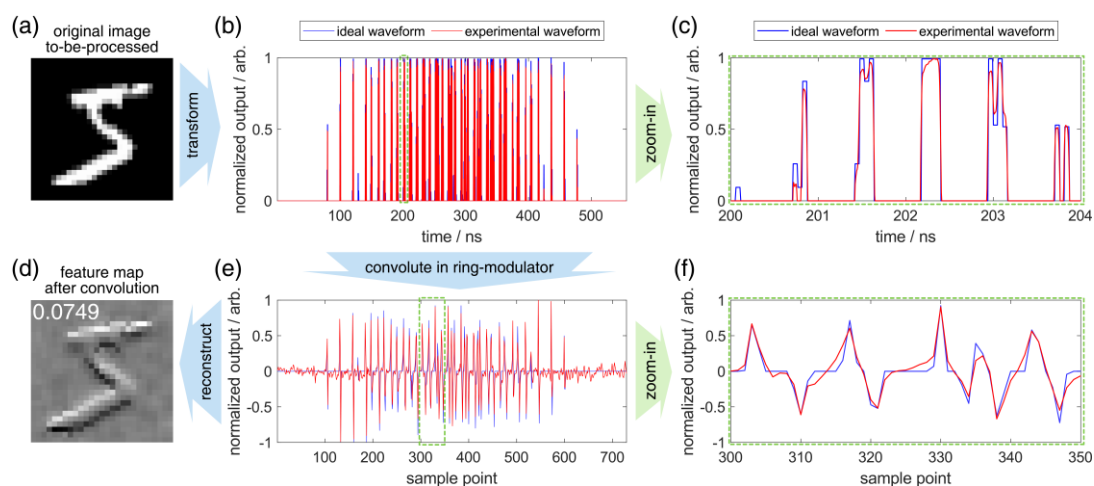 (a)
original image
to-be-processed
transform
(b)
ideal waveform
experimental waveform
normalized output / arb.
1
0.5
0
100
200
300
400
500
time / ns
zoom-in
(c)
ideal waveform
experimental waveform
normalized output / arb.
1
0.5
0
200
201
202
203
204
time / ns
convolute in ring-modulator
(d)
feature map
after convolution
0.0749
reconstruct
(e)
normalized output / arb.
1
0.5
0
-0.5
-1
100
200
300
400
500
600
700
sample point
zoom-in
(f)
normalized output / arb.
1
0.5
0
-0.5
-1
300
310
320
330
340
350
sample point